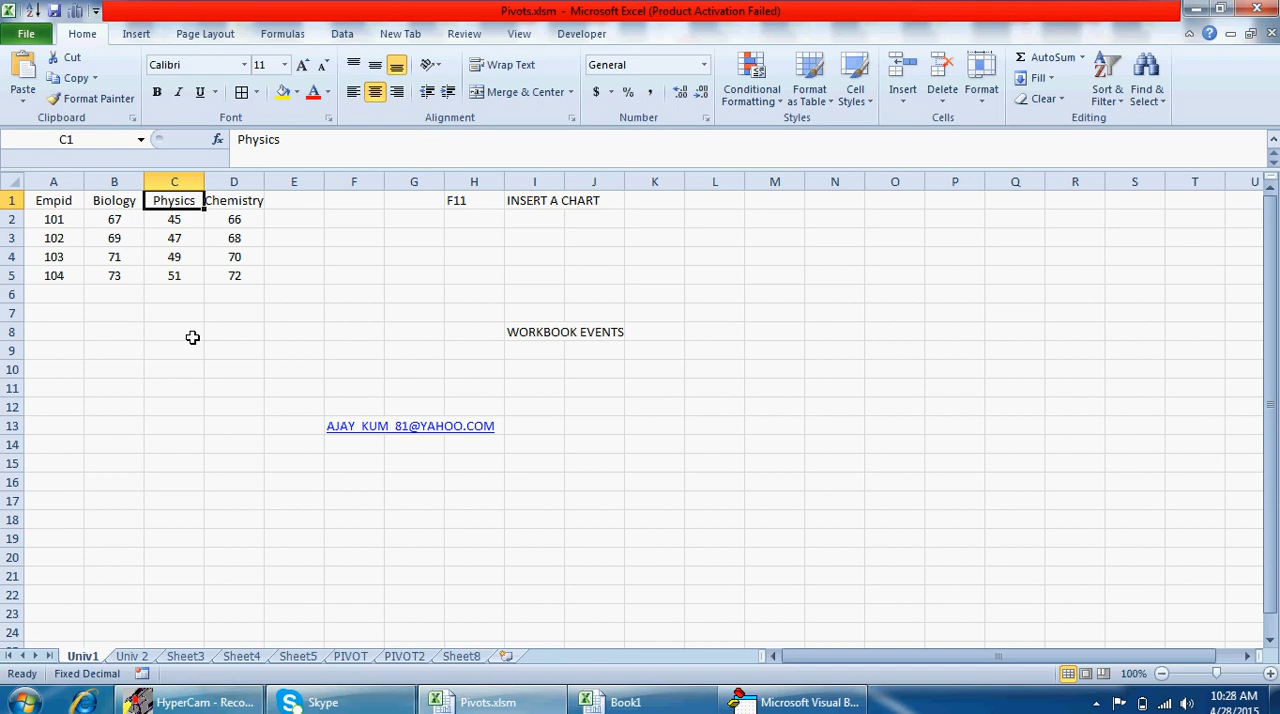 Pivots.xlsm - Microsoft Excel (Product Activation Failed)
File Home Insert Page Layout Formulas Data New Tab Review View Developer
Paste
Cut
Copy
Format Painter
Clipboard
Calibri 11
B I U A
Font
Wrap Text
Merge & Center
Alignment
General
$ % ,
Number
Conditional Formatting
Format as Table
Cell Styles
Styles
Insert Delete Format
Cells
Σ AutoSum
Fill
Clear
Sort & Filter
Find & Select
Editing
C1 fx Physics
A B C D E F G H I J K L M N O P Q R S T U
1 Empid Biology Physics Chemistry F11 INSERT A CHART
2 101 67 45 66
3 102 69 47 68
4 103 71 49 70
5 104 73 51 72
6
7
8 WORKBOOK EVENTS
9
10
11
12
13 AJAY_KUM_81@YAHOO.COM
14
15
16
17
18
19
20
21
22
23
24
Univ1 Univ 2 Sheet3 Sheet4 Sheet5 PIVOT PIVOT2 Sheet8
Ready Fixed Decimal 100%
HyperCam - Reco... Skype Pivots.xlsm Book1 Microsoft Visual B...
10:28 AM
4/28/2015